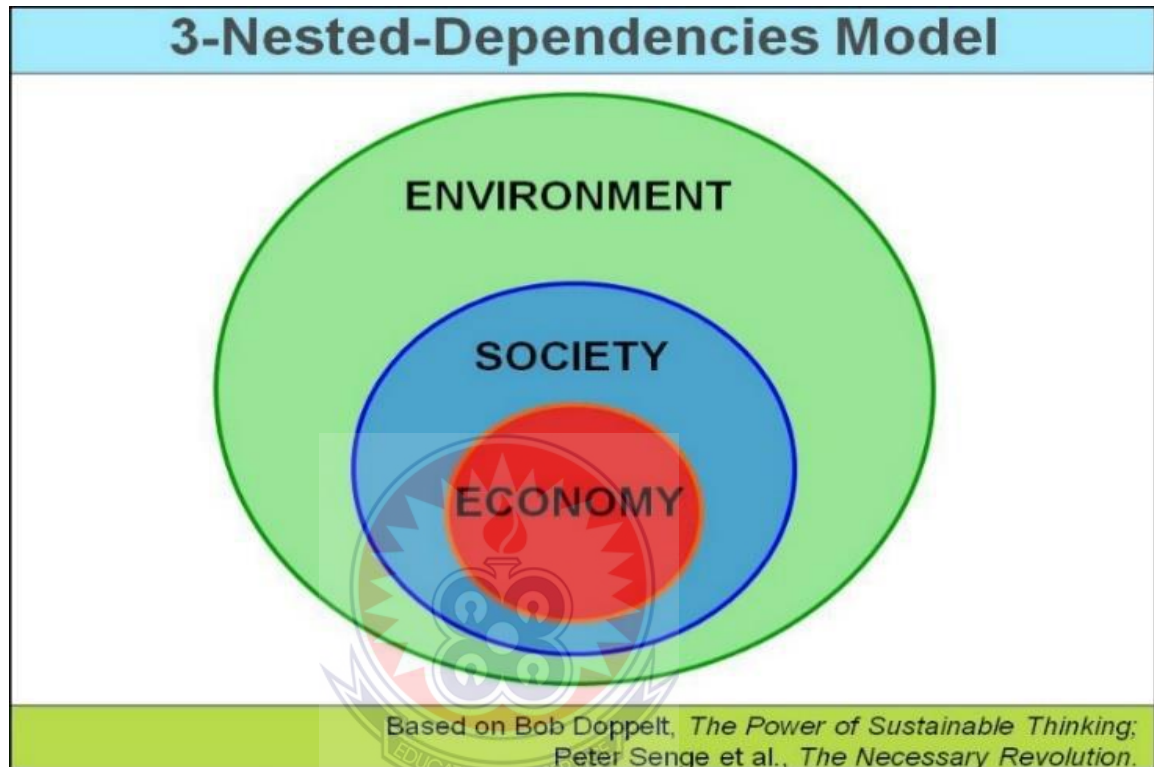 3-Nested-Dependencies Model
ENVIRONMENT
SOCIETY
ECONOMY
Based on Bob Doppelt, The Power of Sustainable Thinking;
Peter Senge et al., The Necessary Revolution.